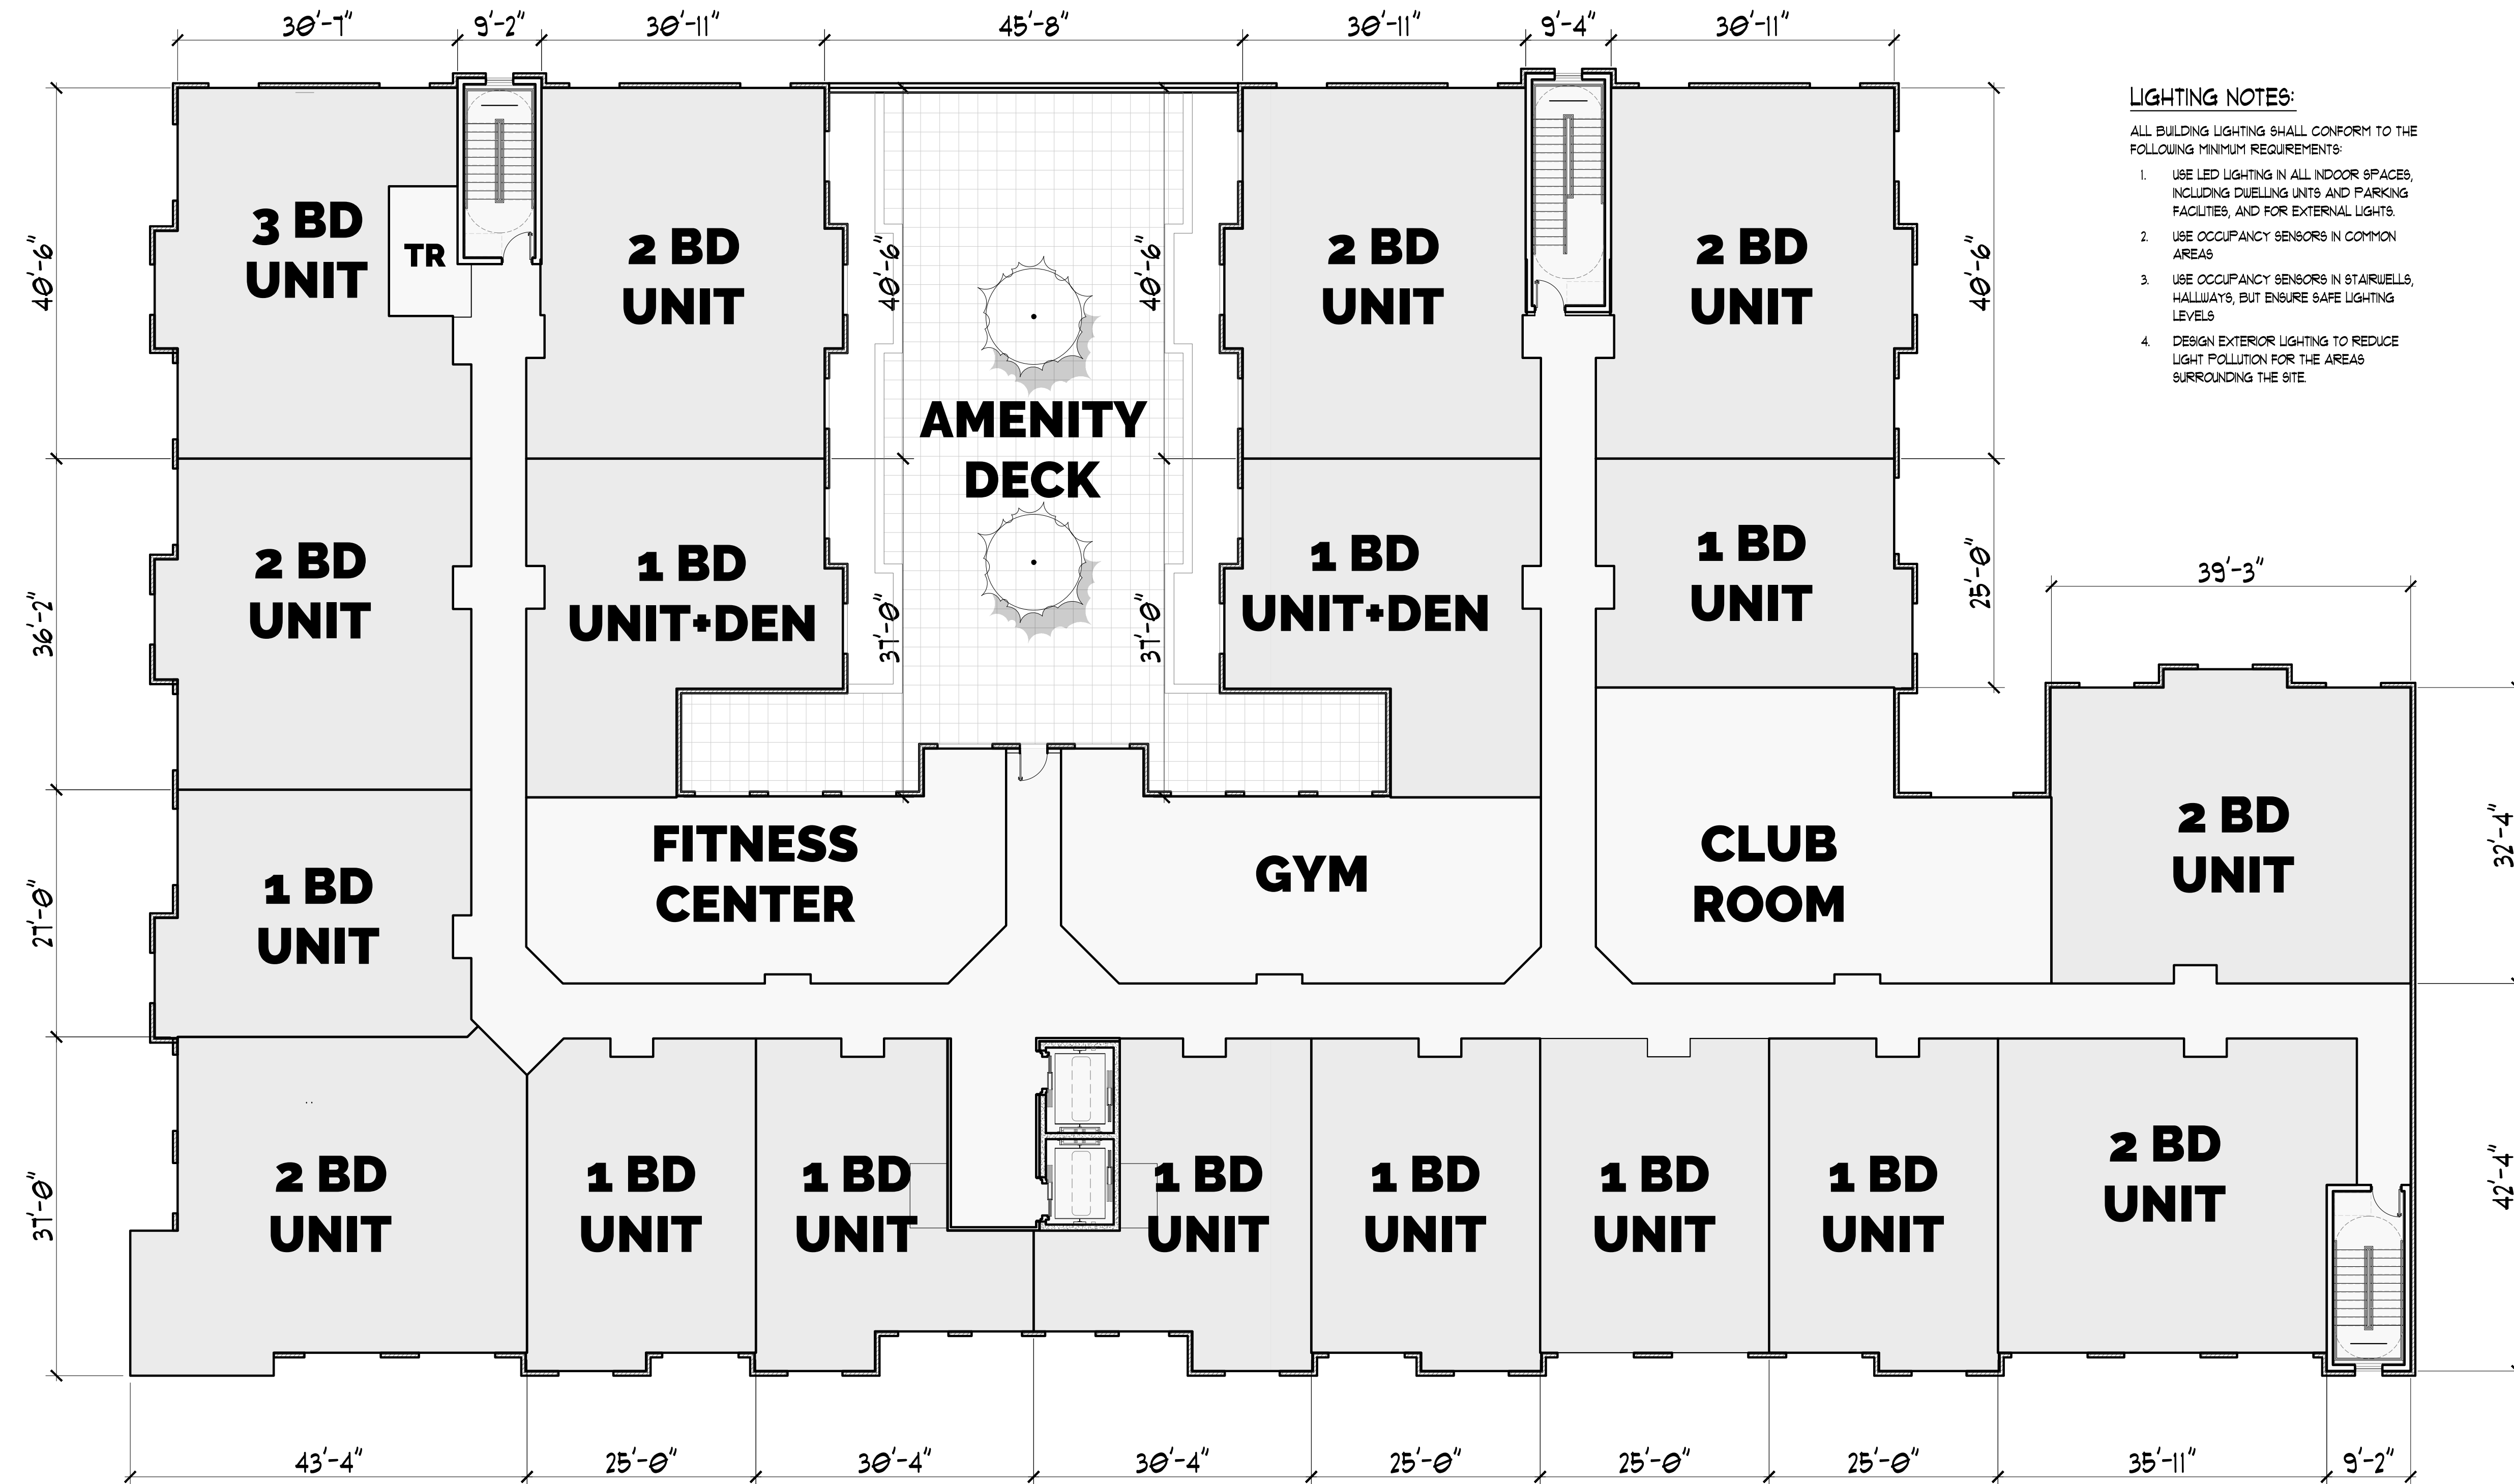 30'-7" 9'-2" 30'-11" 45'-8" 30'-11" 9'-4" 30'-11"
LIGHTING NOTES:
ALL BUILDING LIGHTING SHALL CONFORM TO THE
FOLLOWING MINIMUM REQUIREMENTS:
1. USE LED LIGHTING IN ALL INDOOR SPACES,
INCLUDING DWELLING UNITS AND PARKING
FACILITIES, AND FOR EXTERNAL LIGHTS.
2. USE OCCUPANCY SENSORS IN COMMON
AREAS
3. USE OCCUPANCY SENSORS IN STAIRWELLS,
HALLWAYS, BUT ENSURE SAFE LIGHTING
LEVELS
4. DESIGN EXTERIOR LIGHTING TO REDUCE
LIGHT POLLUTION FOR THE AREAS
SURROUNDING THE SITE.
40'-6"
3 BD
UNIT
TR
2 BD
UNIT
40'-6"
40'-6"
2 BD
UNIT
2 BD
UNIT
40'-6"
AMENITY
DECK
36'-2"
2 BD
UNIT
1 BD
UNIT+DEN
37'-0"
37'-0"
1 BD
UNIT+DEN
1 BD
UNIT
25'-0"
39'-3"
27'-0"
1 BD
UNIT
FITNESS
CENTER
GYM
CLUB
ROOM
2 BD
UNIT
32'-4"
37'-0"
2 BD
UNIT
1 BD
UNIT
1 BD
UNIT
1 BD
UNIT
1 BD
UNIT
1 BD
UNIT
1 BD
UNIT
2 BD
UNIT
42'-4"
43'-4" 25'-0" 30'-4" 30'-4" 25'-0" 25'-0" 25'-0" 35'-11" 9'-2"